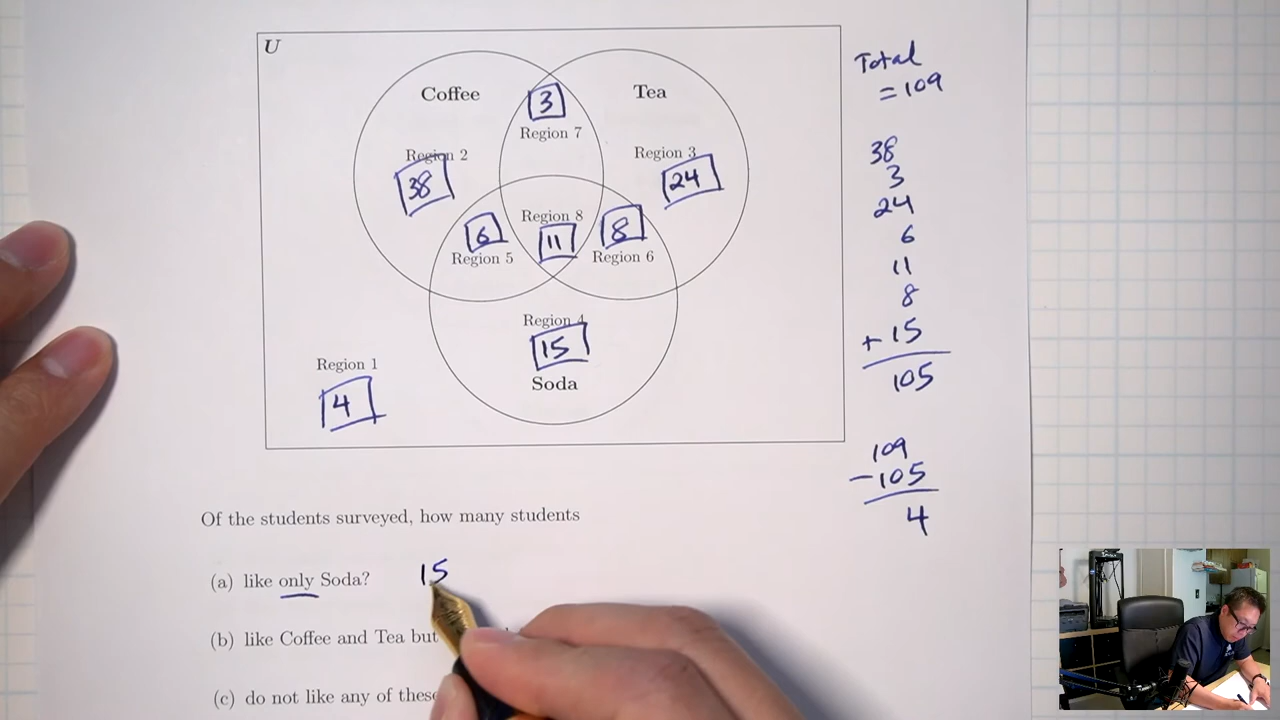 U
Coffee
Tea
3
Region 7
Region 2
38
Region 3
24
Region 8
6
11
8
Region 5
Region 6
Region 4
15
Soda
Region 1
4
Total
= 109
38
3
24
6
11
8
+ 15
105
109
- 105
4
Of the students surveyed, how many students
(a) like only Soda? 15
(b) like Coffee and Tea but
(c) do not like any of these